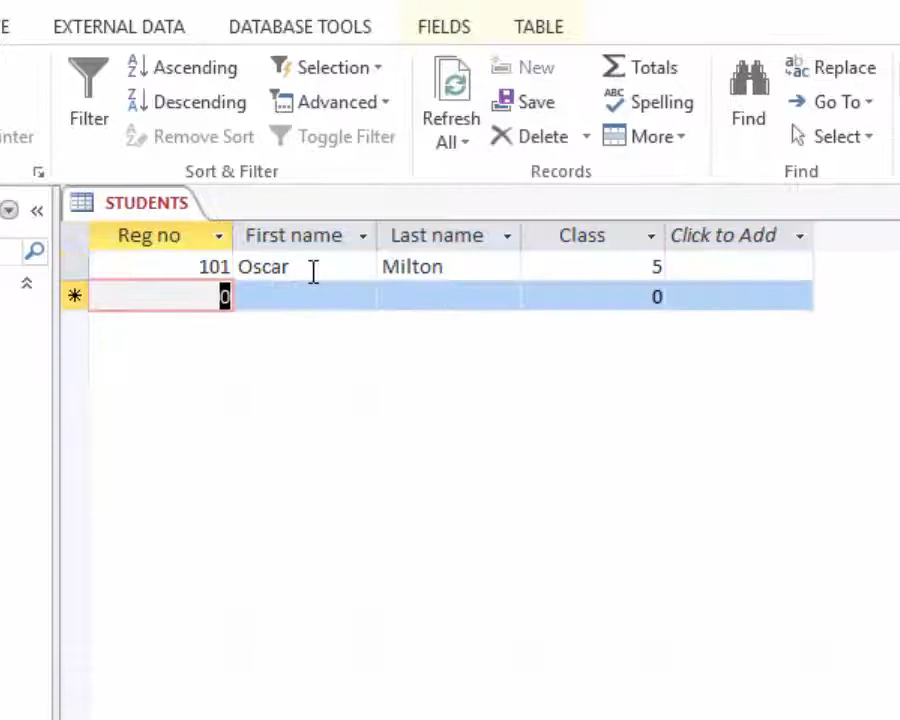 E EXTERNAL DATA DATABASE TOOLS FIELDS TABLE
Filter
Ascending
Descending
Remove Sort
Selection
Advanced
Toggle Filter
Sort & Filter
Refresh
All
New
Save
Delete
Totals
Spelling
More
Records
Find
Replace
Go To
Select
Find
inter
STUDENTS
Reg no First name Last name Class Click to Add
101 Oscar Milton 5
0 0